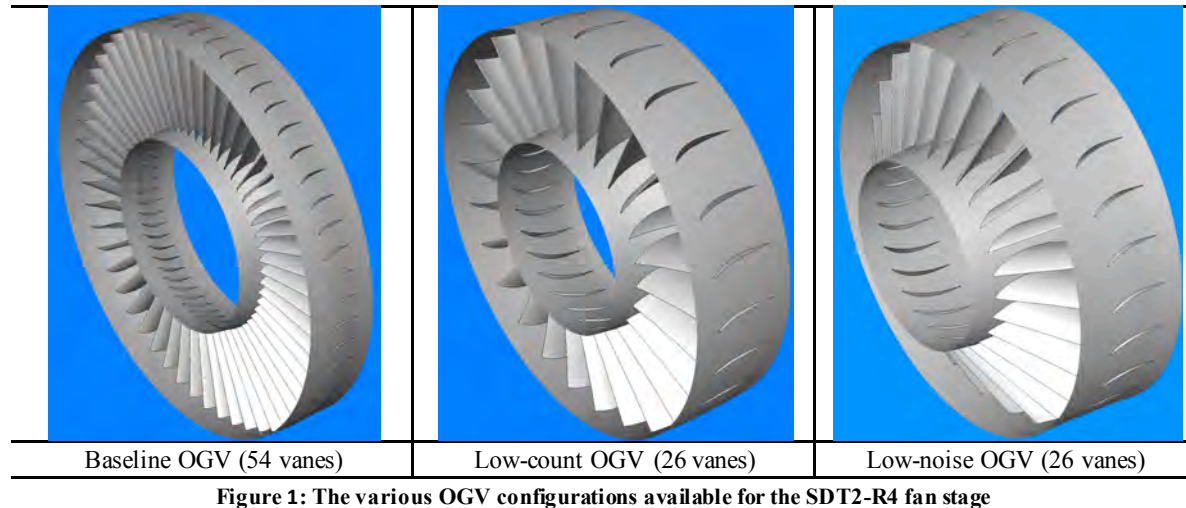 Baseline OGV (54 vanes)
Low-count OGV (26 vanes)
Low-noise OGV (26 vanes)
Figure 1: The various OGV configurations available for the SDT2-R4 fan stage